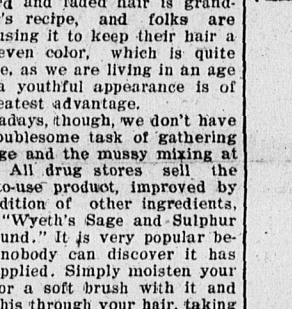 and faded hair is grand-
's recipe, and folks are
using it to keep their hair a
even color, which is quite
e, as we are living in an age
a youthful appearance is of
eatest advantage.
adays, though, we don't have
oublesome task of gathering
ge and the mussy mixing at
All drug stores sell the
to-use product, improved by
dition of other ingredients,
"Wyeth's Sage and Sulphur
und." It is very popular be-
nobody can discover it has
pplied. Simply moisten your
or a soft brush with it and
his through your hair, taking